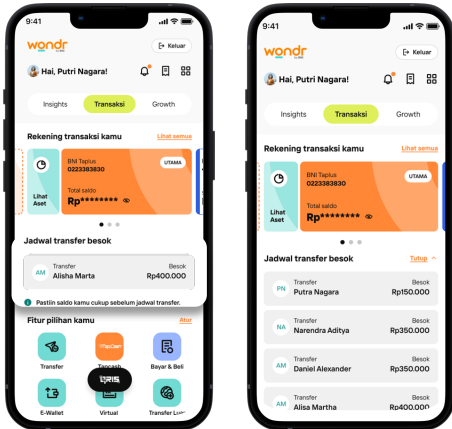 9:41
wondr
Keluar
Hai, Putri Nagara!
Insights
Transaksi
Growth
Rekening transaksi kamu
Lihat semua
Lihat
Aset
BNI Taplus
0223383830
UTAMA
Total saldo
Rp********
Jadwal transfer besok
AM
Transfer
Alisha Marta
Besok
Rp400.000
Pastiin saldo kamu cukup sebelum jadwal transfer.
Fitur pilihan kamu
Atur
Transfer
Tapcash
Bayar & Beli
QRIS
E-Wallet
Virtual
Transfer
9:41
wondr
Keluar
Hai, Putri Nagara!
Insights
Transaksi
Growth
Rekening transaksi kamu
Lihat semua
Lihat
Aset
BNI Taplus
0223383830
UTAMA
Total saldo
Rp********
Jadwal transfer besok
Tutup
PN
Transfer
Putra Nagara
Besok
Rp150.000
NA
Transfer
Narendra Aditya
Besok
Rp350.000
AM
Transfer
Daniel Alexander
Besok
Rp350.000
AM
Transfer
Alisa Martha
Besok
Rp400.000